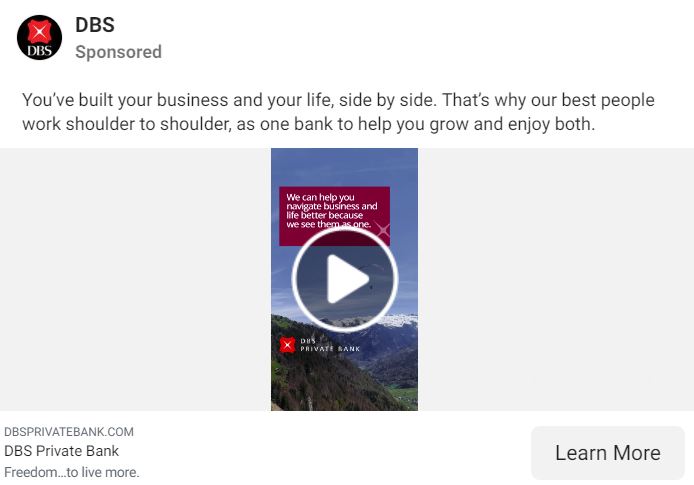 DBS
DBS
Sponsored
You’ve built your business and your life, side by side. That’s why our best people
work shoulder to shoulder, as one bank to help you grow and enjoy both.
We can help you
navigate business and
life better because
we see them as one.
DBS
PRIVATE BANK
DBSPRIVATEBANK.COM
DBS Private Bank
Freedom...to live more.
Learn More